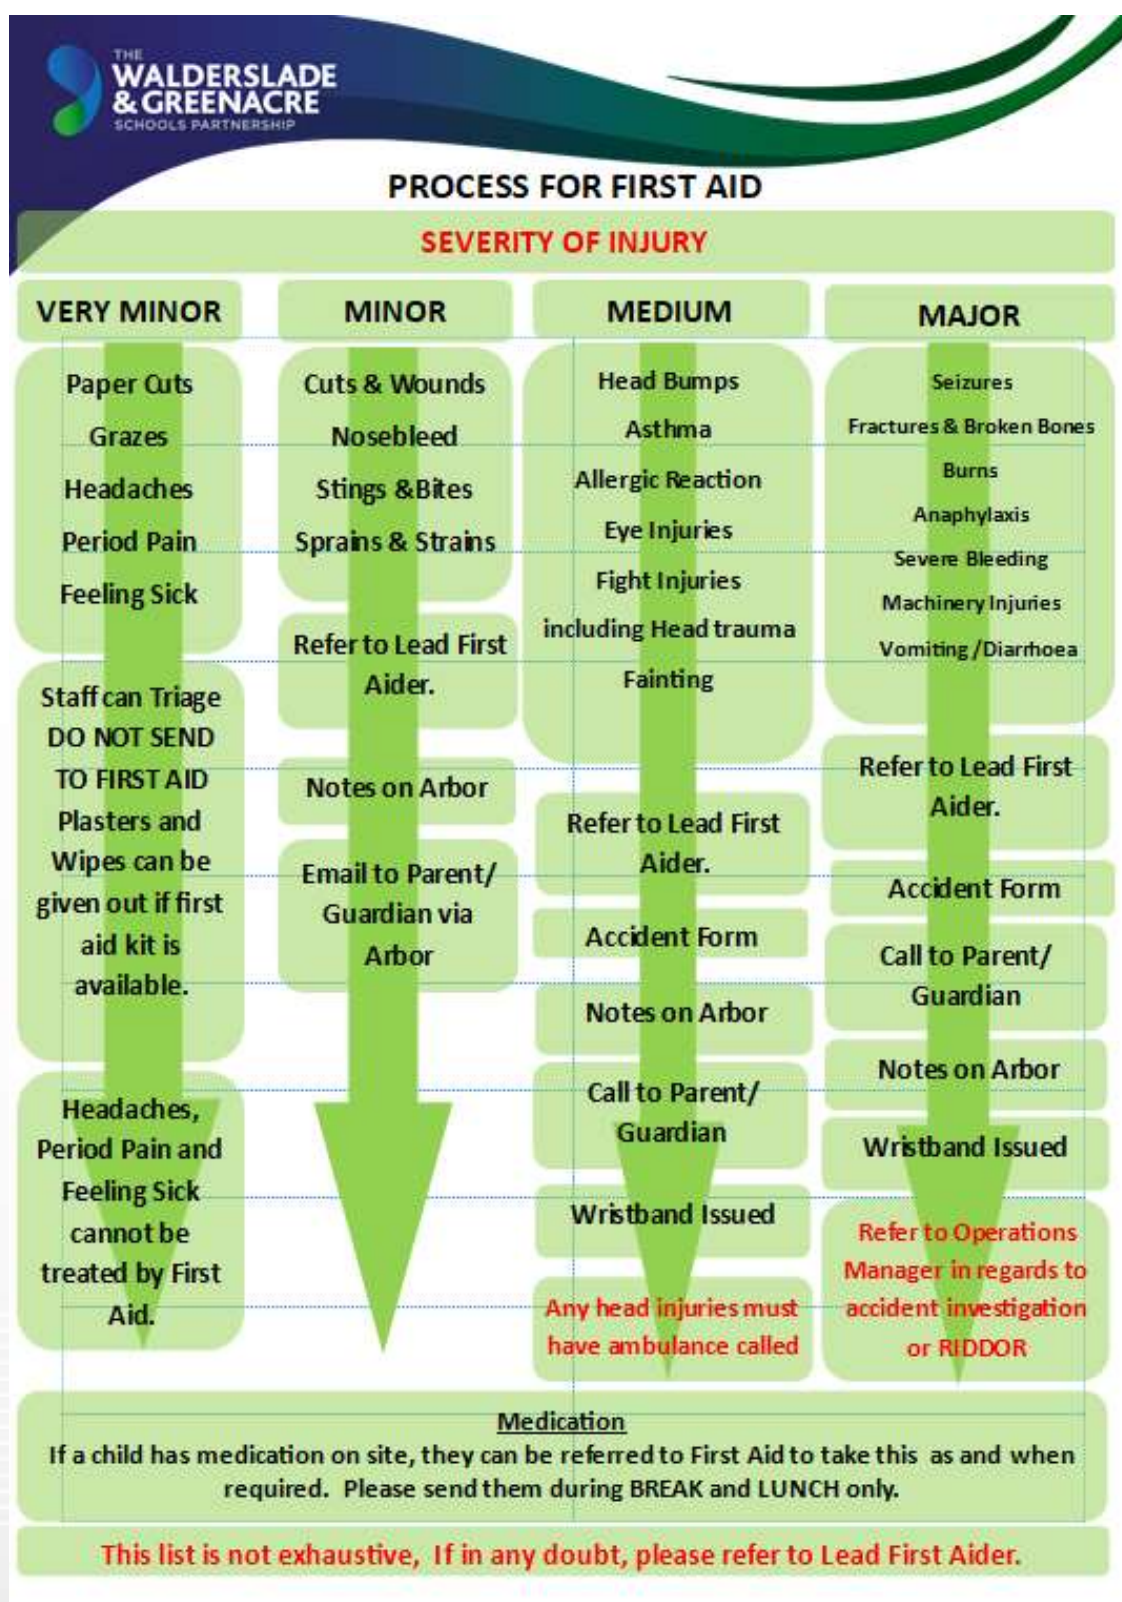 THE
WALDERSLADE
& GREENACRE
SCHOOLS PARTNERSHIP
PROCESS FOR FIRST AID
SEVERITY OF INJURY
VERY MINOR
Paper Cuts
Grazes
Headaches
Period Pain
Feeling Sick
Staff can Triage
DO NOT SEND
TO FIRST AID
Plasters and
Wipes can be
given out if first
aid kit is
available.
Headaches,
Period Pain and
Feeling Sick
cannot be
treated by First
Aid.
MINOR
Cuts & Wounds
Nosebleed
Stings &Bites
Sprains & Strains
Refer to Lead First
Aider.
Notes on Arbor
Email to Parent/
Guardian via
Arbor
MEDIUM
Head Bumps
Asthma
Allergic Reaction
Eye Injuries
Fight Injuries
including Head trauma
Fainting
Refer to Lead First
Aider.
Accident Form
Notes on Arbor
Call to Parent/
Guardian
Wristband Issued
Any head injuries must
have ambulance called
MAJOR
Seizures
Fractures & Broken Bones
Burns
Anaphylaxis
Severe Bleeding
Machinery Injuries
Vomiting /Diarrhoea
Refer to Lead First
Aider.
Accident Form
Call to Parent/
Guardian
Notes on Arbor
Wristband Issued
Refer to Operations
Manager in regards to
accident investigation
or RIDDOR
Medication
If a child has medication on site, they can be referred to First Aid to take this as and when
required. Please send them during BREAK and LUNCH only.
This list is not exhaustive, If in any doubt, please refer to Lead First Aider.